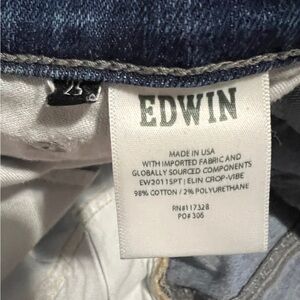 25
EDWIN
MADE IN USA
WITH IMPORTED FABRIC AND
GLOBALLY SOURCED COMPONENTS
EW2011SPT | ELIN CROP-VIBE
98% COTTON / 2% POLYURETHANE
RN#117328
PO# 306